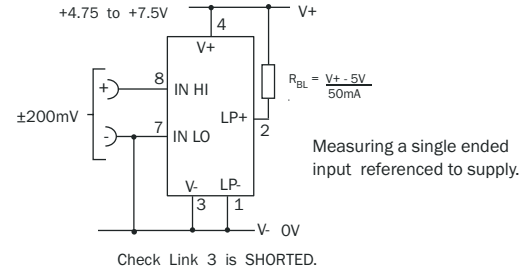 +4.75 to +7.5V
V+
4
V+
8
IN HI
+
±200mV
-
7
IN LO
LP+
2
RBL = V+ - 5V
50mA
Measuring a single ended
input referenced to supply.
V- LP-
3 1
V- 0V
Check Link 3 is SHORTED.